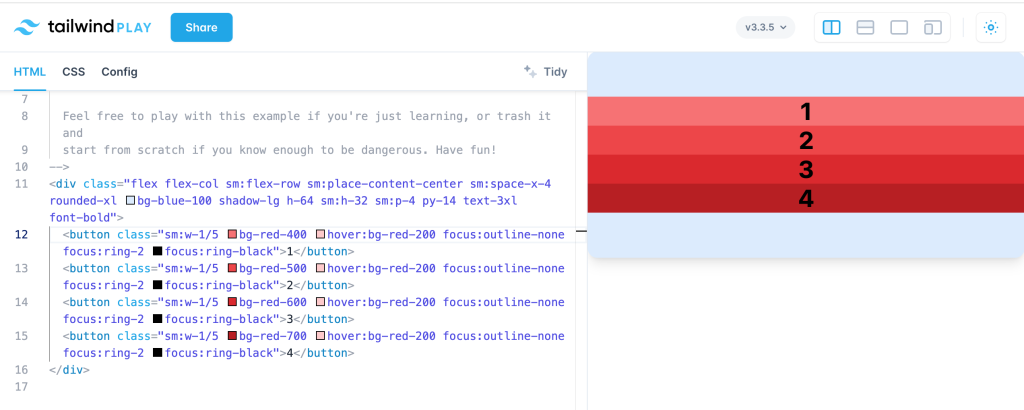 tailwind PLAY
Share
v3.3.5
HTML CSS Config
Tidy
7
8 Feel free to play with this example if you're just learning, or trash it
and
9 start from scratch if you know enough to be dangerous. Have fun!
10 -->
11 <div class="flex flex-col sm:flex-row sm:place-content-center sm:space-x-4
rounded-xl bg-blue-100 shadow-lg h-64 sm:h-32 sm:p-4 py-14 text-3xl
font-bold">
12 <button class="sm:w-1/5 bg-red-400 hover:bg-red-200 focus:outline-none
focus:ring-2 focus:ring-black">1</button>
13 <button class="sm:w-1/5 bg-red-500 hover:bg-red-200 focus:outline-none
focus:ring-2 focus:ring-black">2</button>
14 <button class="sm:w-1/5 bg-red-600 hover:bg-red-200 focus:outline-none
focus:ring-2 focus:ring-black">3</button>
15 <button class="sm:w-1/5 bg-red-700 hover:bg-red-200 focus:outline-none
focus:ring-2 focus:ring-black">4</button>
16 </div>
17
1
2
3
4